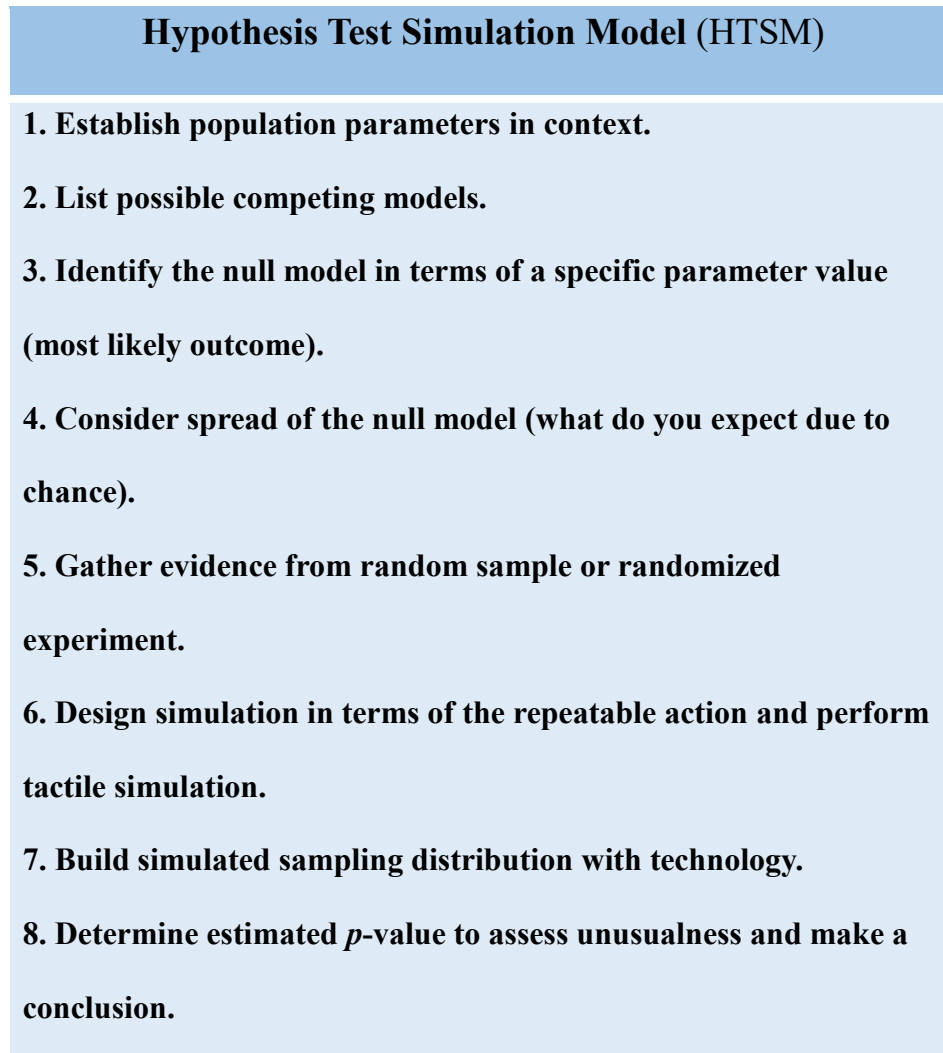 Hypothesis Test Simulation Model (HTSM)
1. Establish population parameters in context.
2. List possible competing models.
3. Identify the null model in terms of a specific parameter value
(most likely outcome).
4. Consider spread of the null model (what do you expect due to
chance).
5. Gather evidence from random sample or randomized
experiment.
6. Design simulation in terms of the repeatable action and perform
tactile simulation.
7. Build simulated sampling distribution with technology.
8. Determine estimated p-value to assess unusualness and make a
conclusion.